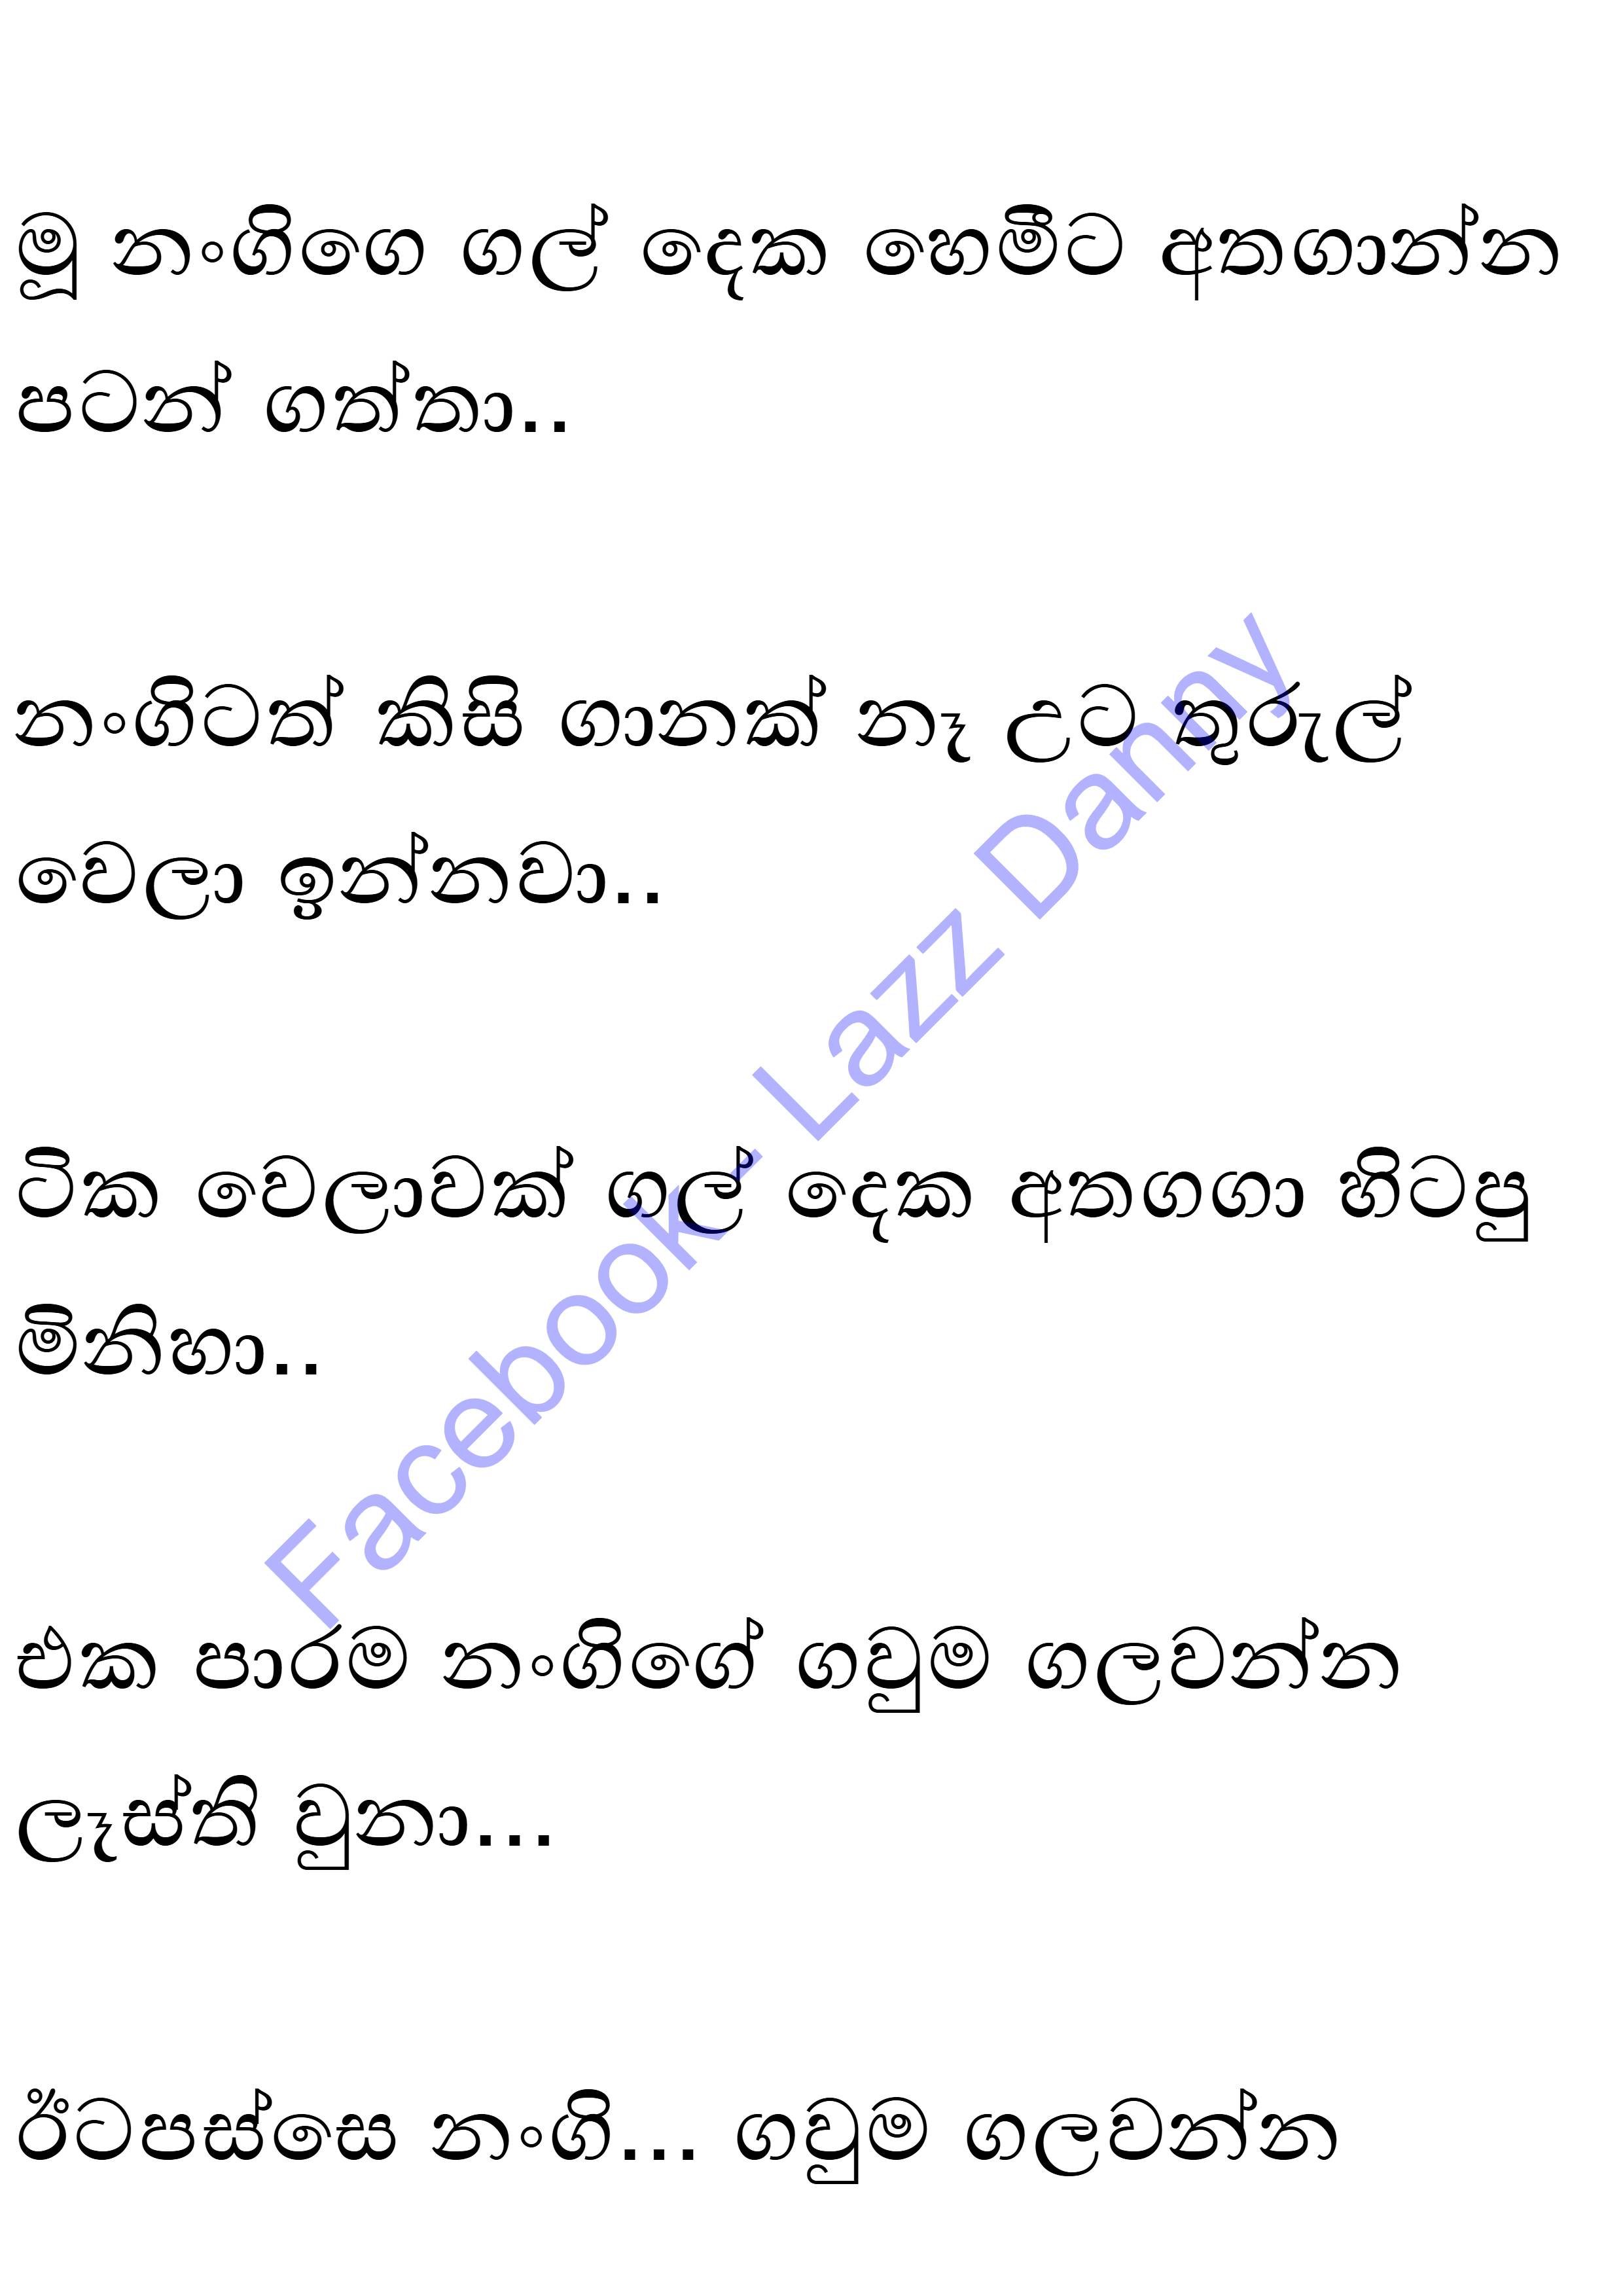 මූ නංගිගෙ ගල් දෙක හෙමිට අතගාන්න
පටන් ගත්තා..
නංගිටත් කිසි ගානක් නෑ උට තුරුල්
වෙලා ඉන්නවා..
ටික වෙලාවක් ගල් දෙක අතගගා හිටපු
මිනිහා..
එක පාරම නංගිගේ ගවුම ගලවන්න
ලෑස්ති වුනා...
ඊටපස්සෙ නංගි... ගවුම ගලවන්න
Facebook- Lazz Danny